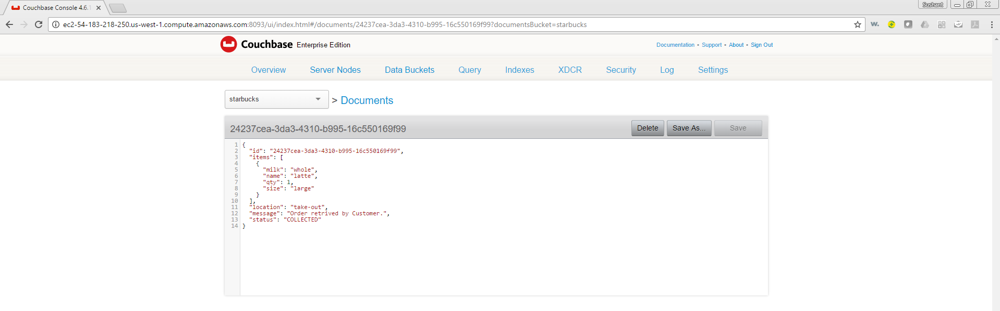 Couchbase Console 4.6.1
Sushant
ec2-54-183-218-250.us-west-1.compute.amazonaws.com:8093/ui/index.html#/documents/24237cea-3da3-4310-b995-16c550169f99?documentsBucket=starbucks
w.
Couchbase Enterprise Edition
Documentation • Support • About • Sign Out
Overview Server Nodes Data Buckets Query Indexes XDCR Security Log Settings
starbucks > Documents
24237cea-3da3-4310-b995-16c550169f99 Delete Save As... Save
1 {
2 "id": "24237cea-3da3-4310-b995-16c550169f99",
3 "items": [
4 {
5 "milk": "whole",
6 "name": "latte",
7 "qty": 1,
8 "size": "large"
9 }
10 ],
11 "location": "take-out",
12 "message": "Order retrived by Customer.",
13 "status": "COLLECTED"
14 }